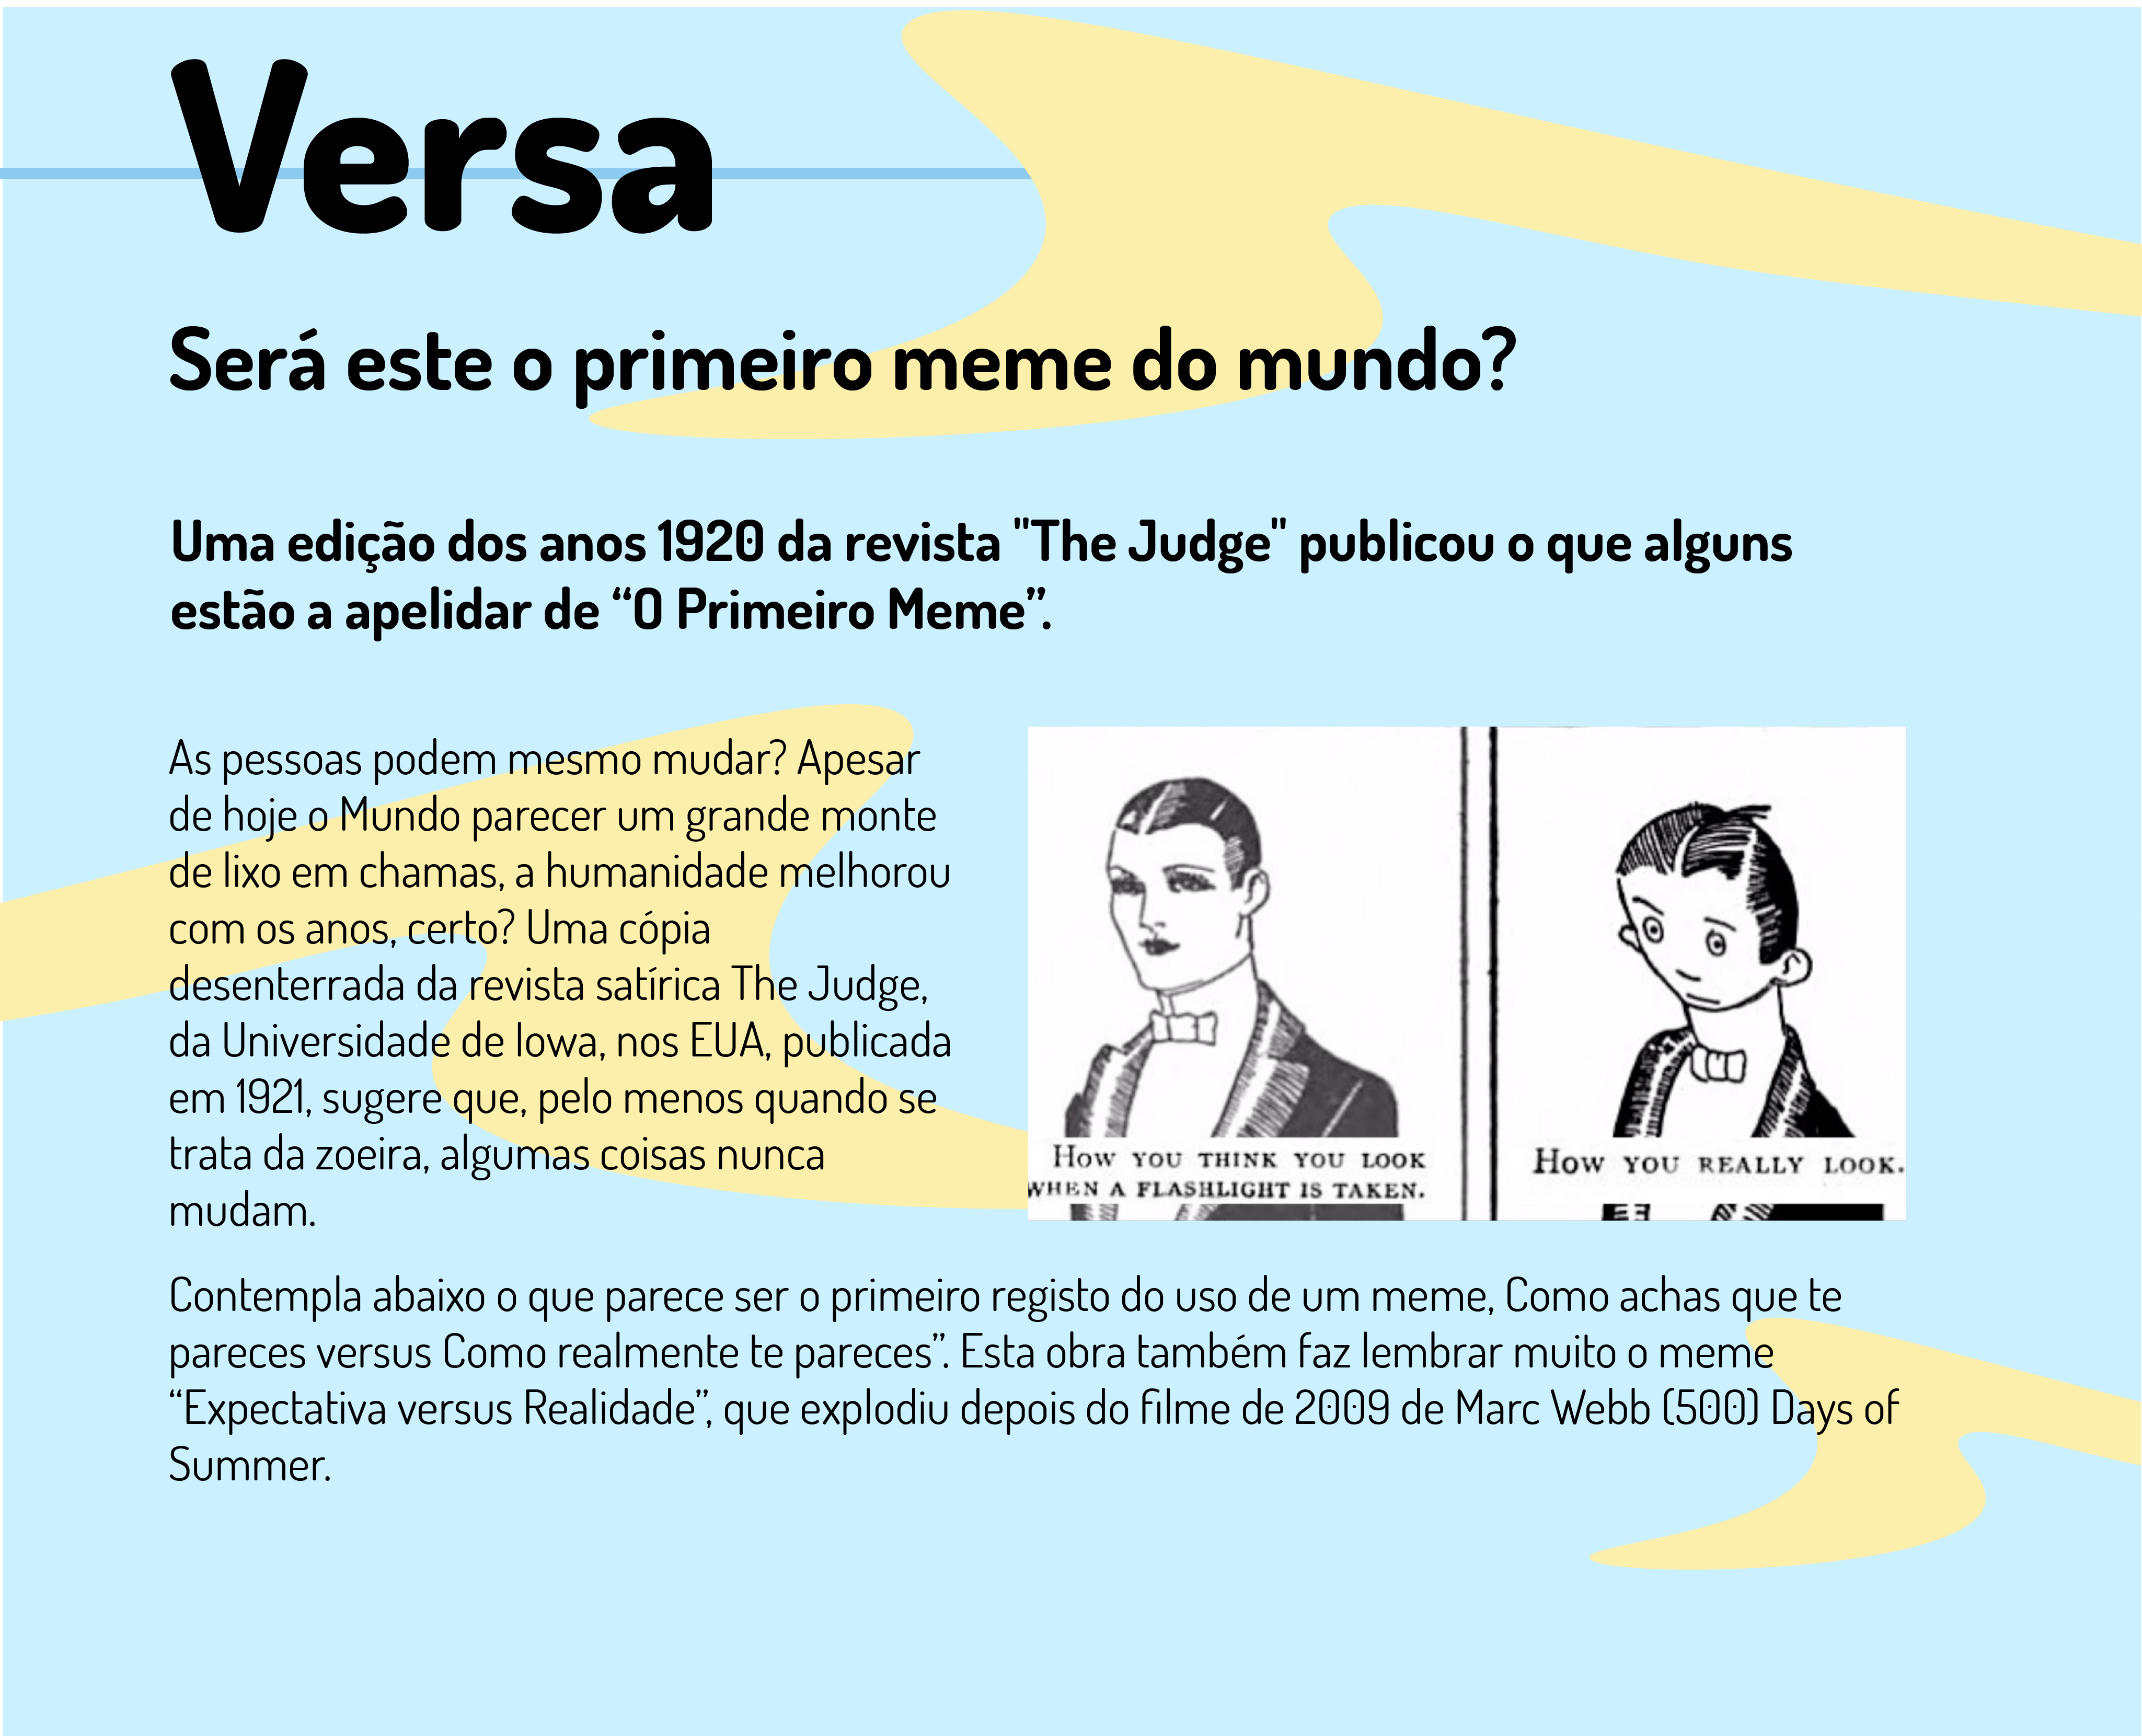 Versa
Será este o primeiro meme do mundo?
Uma edição dos anos 1920 da revista "The Judge" publicou o que alguns
estão a apelidar de “O Primeiro Meme”.
As pessoas podem mesmo mudar? Apesar
de hoje o Mundo parecer um grande monte
de lixo em chamas, a humanidade melhorou
com os anos, certo? Uma cópia
desenterrada da revista satírica The Judge,
da Universidade de Iowa, nos EUA, publicada
em 1921, sugere que, pelo menos quando se
trata da zoeira, algumas coisas nunca
mudam.
How you think you look
when a flashlight is taken.
How you really look.
Contempla abaixo o que parece ser o primeiro registo do uso de um meme, Como achas que te
pareces versus Como realmente te pareces”. Esta obra também faz lembrar muito o meme
“Expectativa versus Realidade”, que explodiu depois do filme de 2009 de Marc Webb (500) Days of
Summer.